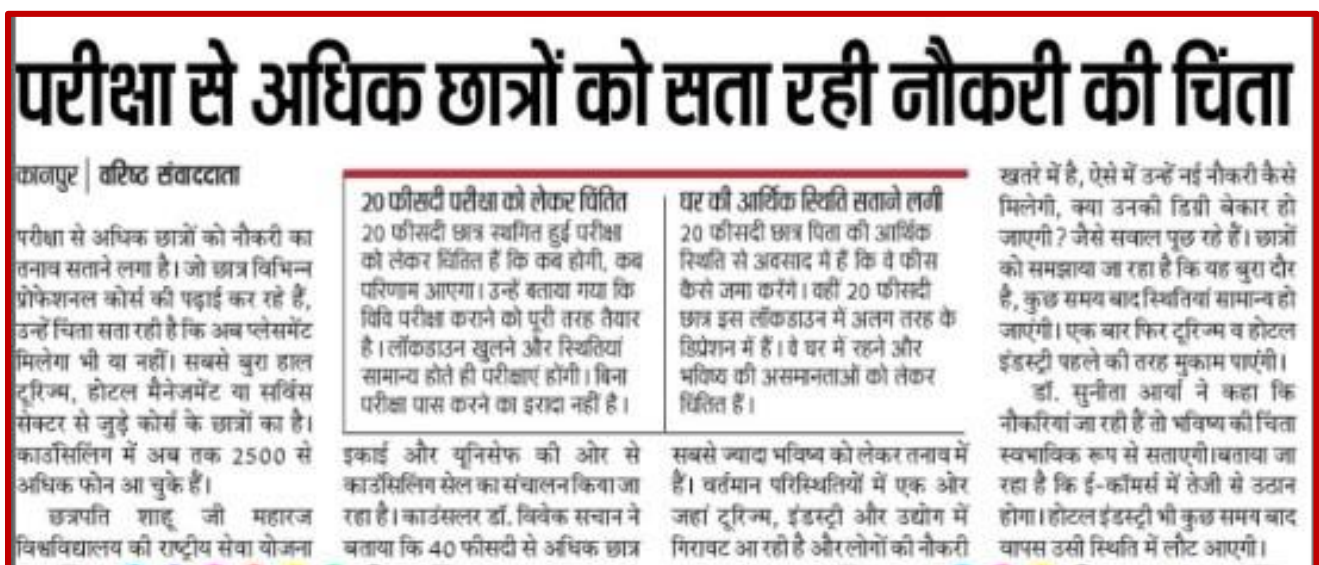 परीक्षा से अधिक छात्रों को सता रही नौकरी की चिंता
कानपुर | वरिष्ठ संवाददाता
परीक्षा से अधिक छात्रों को नौकरी का
तनाव सताने लगा है। जो छात्र विभिन्न
प्रोफेशनल कोर्स की पढ़ाई कर रहे हैं,
उन्हें चिंता सता रही है कि अब प्लेसमेंट
मिलेगा भी या नहीं। सबसे बुरा हाल
टूरिज्म, होटल मैनेजमेंट या सर्विस
सेक्टर से जुड़े कोर्स के छात्रों का है।
काउंसिलिंग में अब तक 2500 से
अधिक फोन आ चुके हैं।
छत्रपति शाहू जी महाराज
विश्वविद्यालय की राष्ट्रीय सेवा योजना
20 फीसदी परीक्षा को लेकर चिंतित
20 फीसदी छात्र स्थगित हुई परीक्षा
को लेकर चिंतित हैं कि कब होगी, कब
परिणाम आएगा। उन्हें बताया गया कि
विवि परीक्षा कराने को पूरी तरह तैयार
है। लॉकडाउन खुलने और स्थितियां
सामान्य होते ही परीक्षाएं होंगी। बिना
परीक्षा पास करने का इरादा नहीं है।
घर की आर्थिक स्थिति सताने लगी
20 फीसदी छात्र पिता की आर्थिक
स्थिति से अवसाद में हैं कि वे फीस
कैसे जमा करेंगे। वहीं 20 फीसदी
छात्र इस लॉकडाउन में अलग तरह के
डिप्रेशन में हैं। वे घर में रहने और
भविष्य की असमानताओं को लेकर
चिंतित हैं।
इकाई और यूनिसेफ की ओर से
काउंसिलिंग सेल का संचालन किया जा
रहा है। काउंसलर डॉ. विवेक सचान ने
बताया कि 40 फीसदी से अधिक छात्र
सबसे ज्यादा भविष्य को लेकर तनाव में
हैं। वर्तमान परिस्थितियों में एक ओर
जहां टूरिज्म, इंडस्ट्री और उद्योग में
गिरावट आ रही है और लोगों की नौकरी
खतरे में है, ऐसे में उन्हें नई नौकरी कैसे
मिलेगी, क्या उनकी डिग्री बेकार हो
जाएगी? जैसे सवाल पूछ रहे हैं। छात्रों
को समझाया जा रहा है कि यह बुरा दौर
है, कुछ समय बाद स्थितियां सामान्य हो
जाएंगी। एक बार फिर टूरिज्म व होटल
इंडस्ट्री पहले की तरह मुकाम पाएंगी।
डॉ. सुनीता आर्या ने कहा कि
नौकरियां जा रही हैं तो भविष्य की चिंता
स्वभाविक रूप से सताएगी।बताया जा
रहा है कि ई-कॉमर्स में तेजी से उठान
होगा। होटल इंडस्ट्री भी कुछ समय बाद
वापस उसी स्थिति में लौट आएगी।